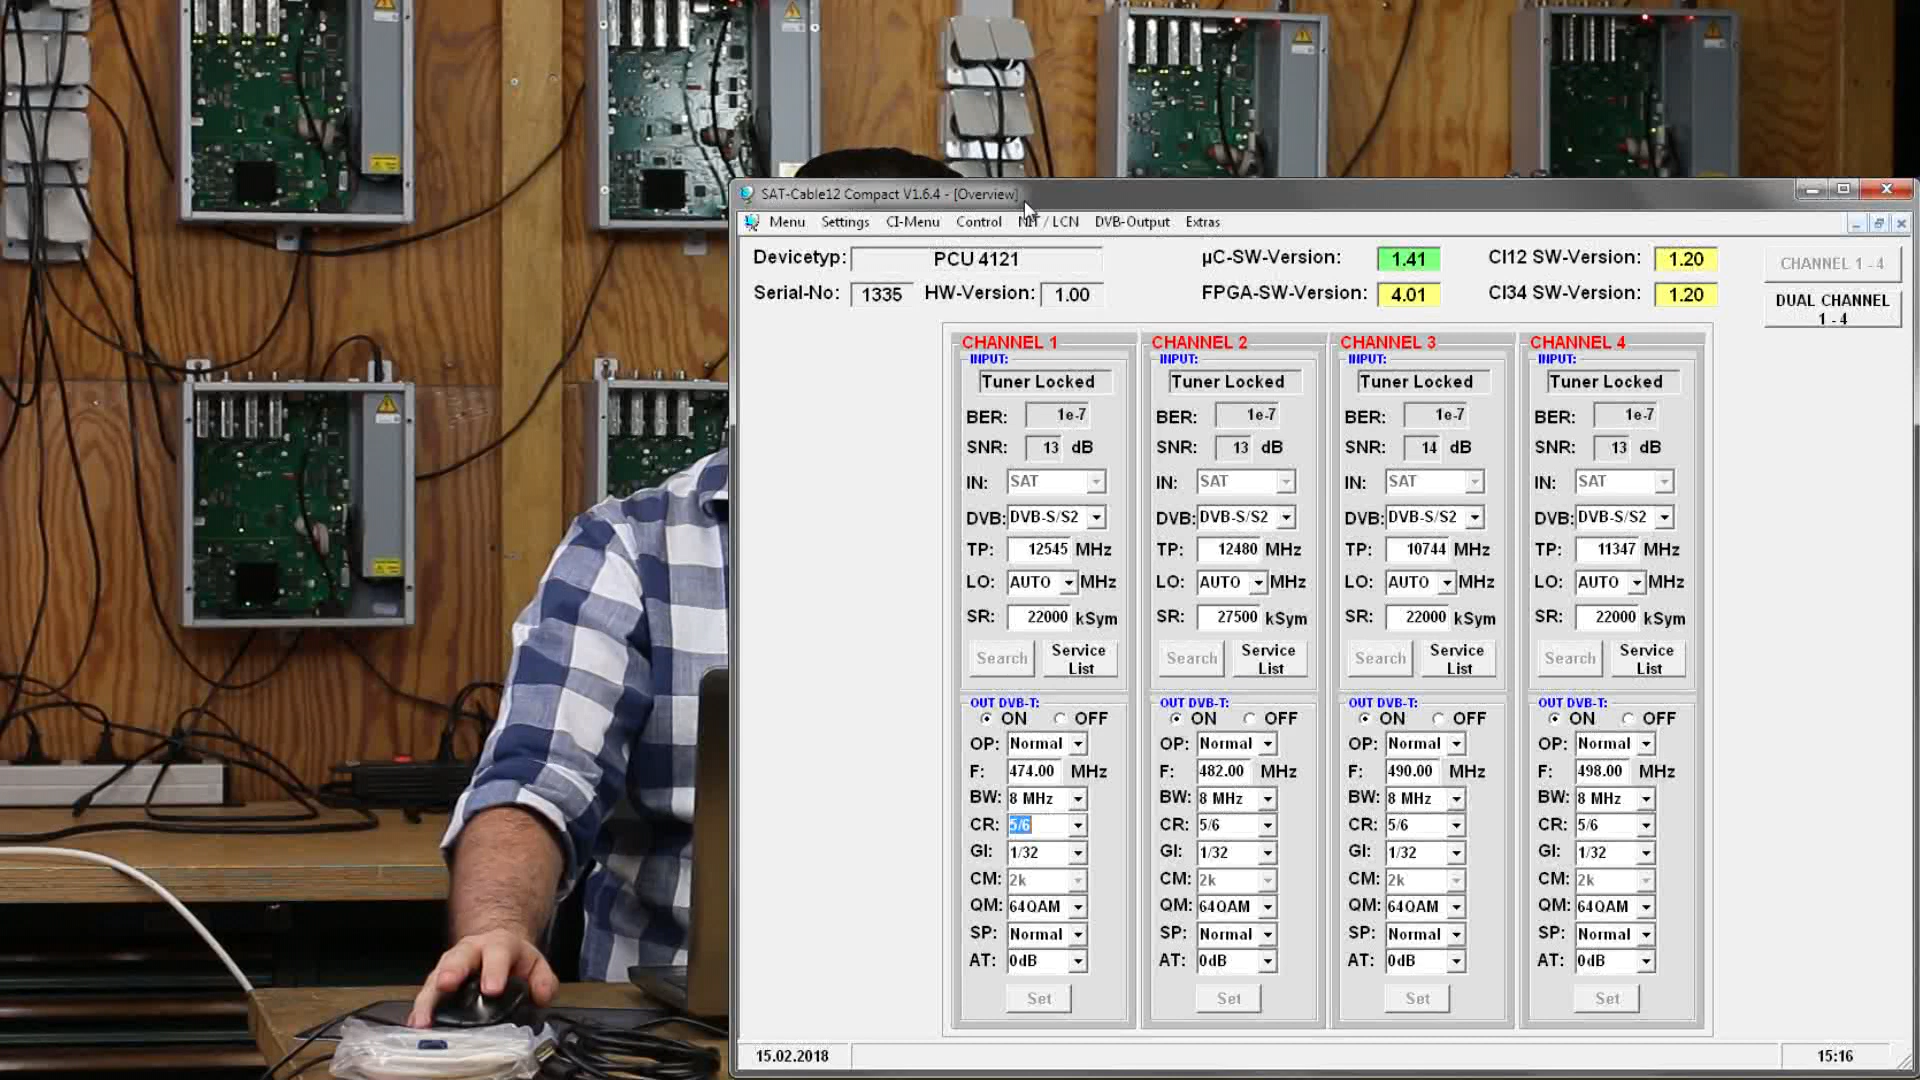 SAT-Cable12 Compact V1.6.4 - [Overview]
Menu Settings CI-Menu Control NIT / LCN DVB-Output Extras
Devicetyp: PCU 4121 µC-SW-Version: 1.41 CI12 SW-Version: 1.20 CHANNEL 1 - 4
Serial-No: 1335 HW-Version: 1.00 FPGA-SW-Version: 4.01 CI34 SW-Version: 1.20 DUAL CHANNEL
1 - 4
CHANNEL 1 CHANNEL 2 CHANNEL 3 CHANNEL 4
INPUT: INPUT: INPUT: INPUT:
Tuner Locked Tuner Locked Tuner Locked Tuner Locked
BER: 1e-7 BER: 1e-7 BER: 1e-7 BER: 1e-7
SNR: 13 dB SNR: 13 dB SNR: 14 dB SNR: 13 dB
IN: SAT IN: SAT IN: SAT IN: SAT
DVB: DVB-S/S2 DVB: DVB-S/S2 DVB: DVB-S/S2 DVB: DVB-S/S2
TP: 12545 MHz TP: 12480 MHz TP: 10744 MHz TP: 11347 MHz
LO: AUTO MHz LO: AUTO MHz LO: AUTO MHz LO: AUTO MHz
SR: 22000 kSym SR: 27500 kSym SR: 22000 kSym SR: 22000 kSym
Search Service List Search Service List Search Service List Search Service List
OUT DVB-T: OUT DVB-T: OUT DVB-T: OUT DVB-T:
ON OFF ON OFF ON OFF ON OFF
OP: Normal OP: Normal OP: Normal OP: Normal
F: 474.00 MHz F: 482.00 MHz F: 490.00 MHz F: 498.00 MHz
BW: 8 MHz BW: 8 MHz BW: 8 MHz BW: 8 MHz
CR: 5/6 CR: 5/6 CR: 5/6 CR: 5/6
GI: 1/32 GI: 1/32 GI: 1/32 GI: 1/32
CM: 2k CM: 2k CM: 2k CM: 2k
QM: 64QAM QM: 64QAM QM: 64QAM QM: 64QAM
SP: Normal SP: Normal SP: Normal SP: Normal
AT: 0dB AT: 0dB AT: 0dB AT: 0dB
Set Set Set Set
15.02.2018 15:16